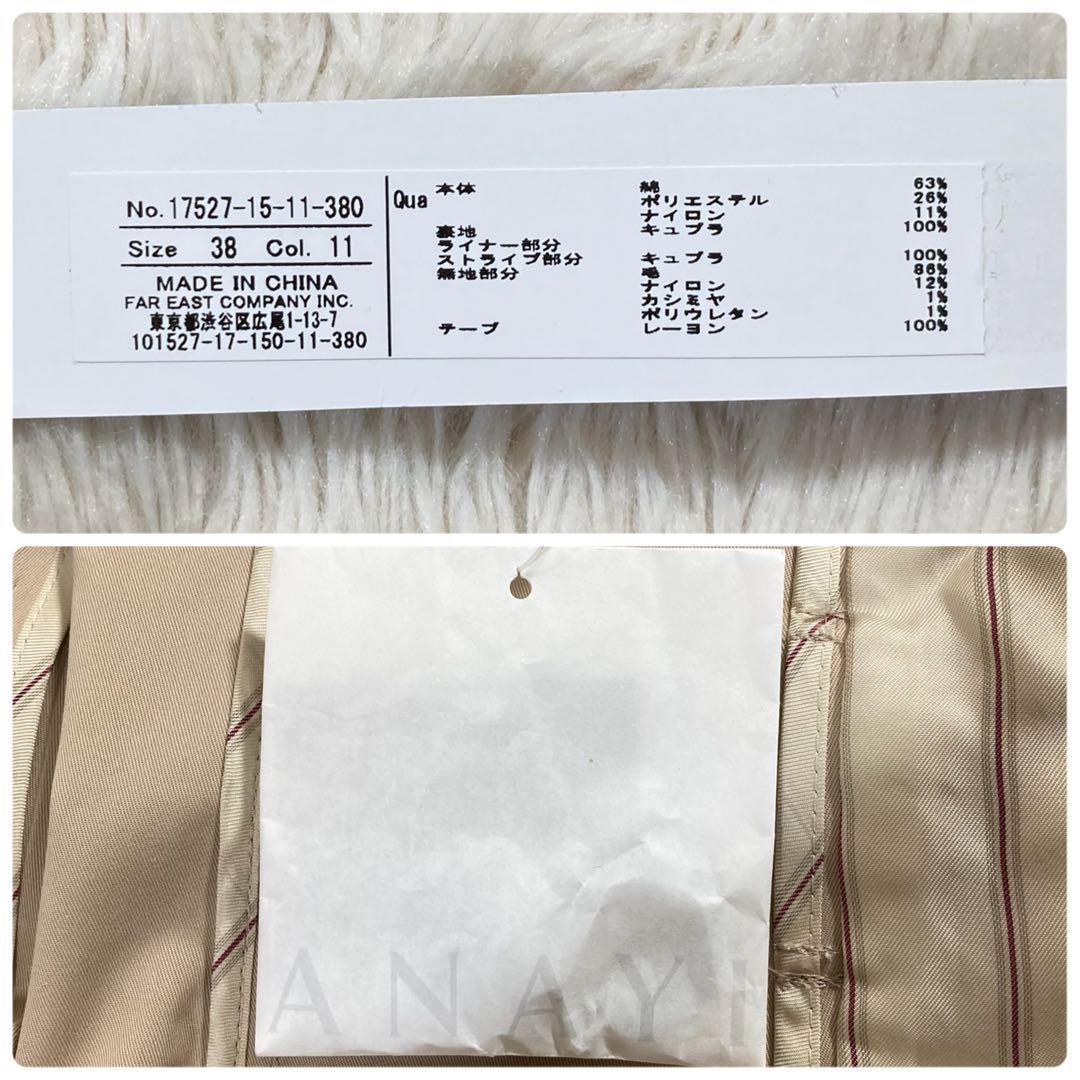 No. 17527-15-11-380
Size 38 Col. 11
MADE IN CHINA
FAR EAST COMPANY INC.
東京都渋谷区広尾1-13-7
101527-17-150-11-380
Qua 本体 綿 63%
ポリエステル 26%
ナイロン 11%
裏地 キュプラ 100%
ライナー部分
ストライプ部分 キュプラ 100%
無地部分 毛 86%
ナイロン 12%
カシミヤ 1%
ポリウレタン 1%
テープ レーヨン 100%
ANAYI